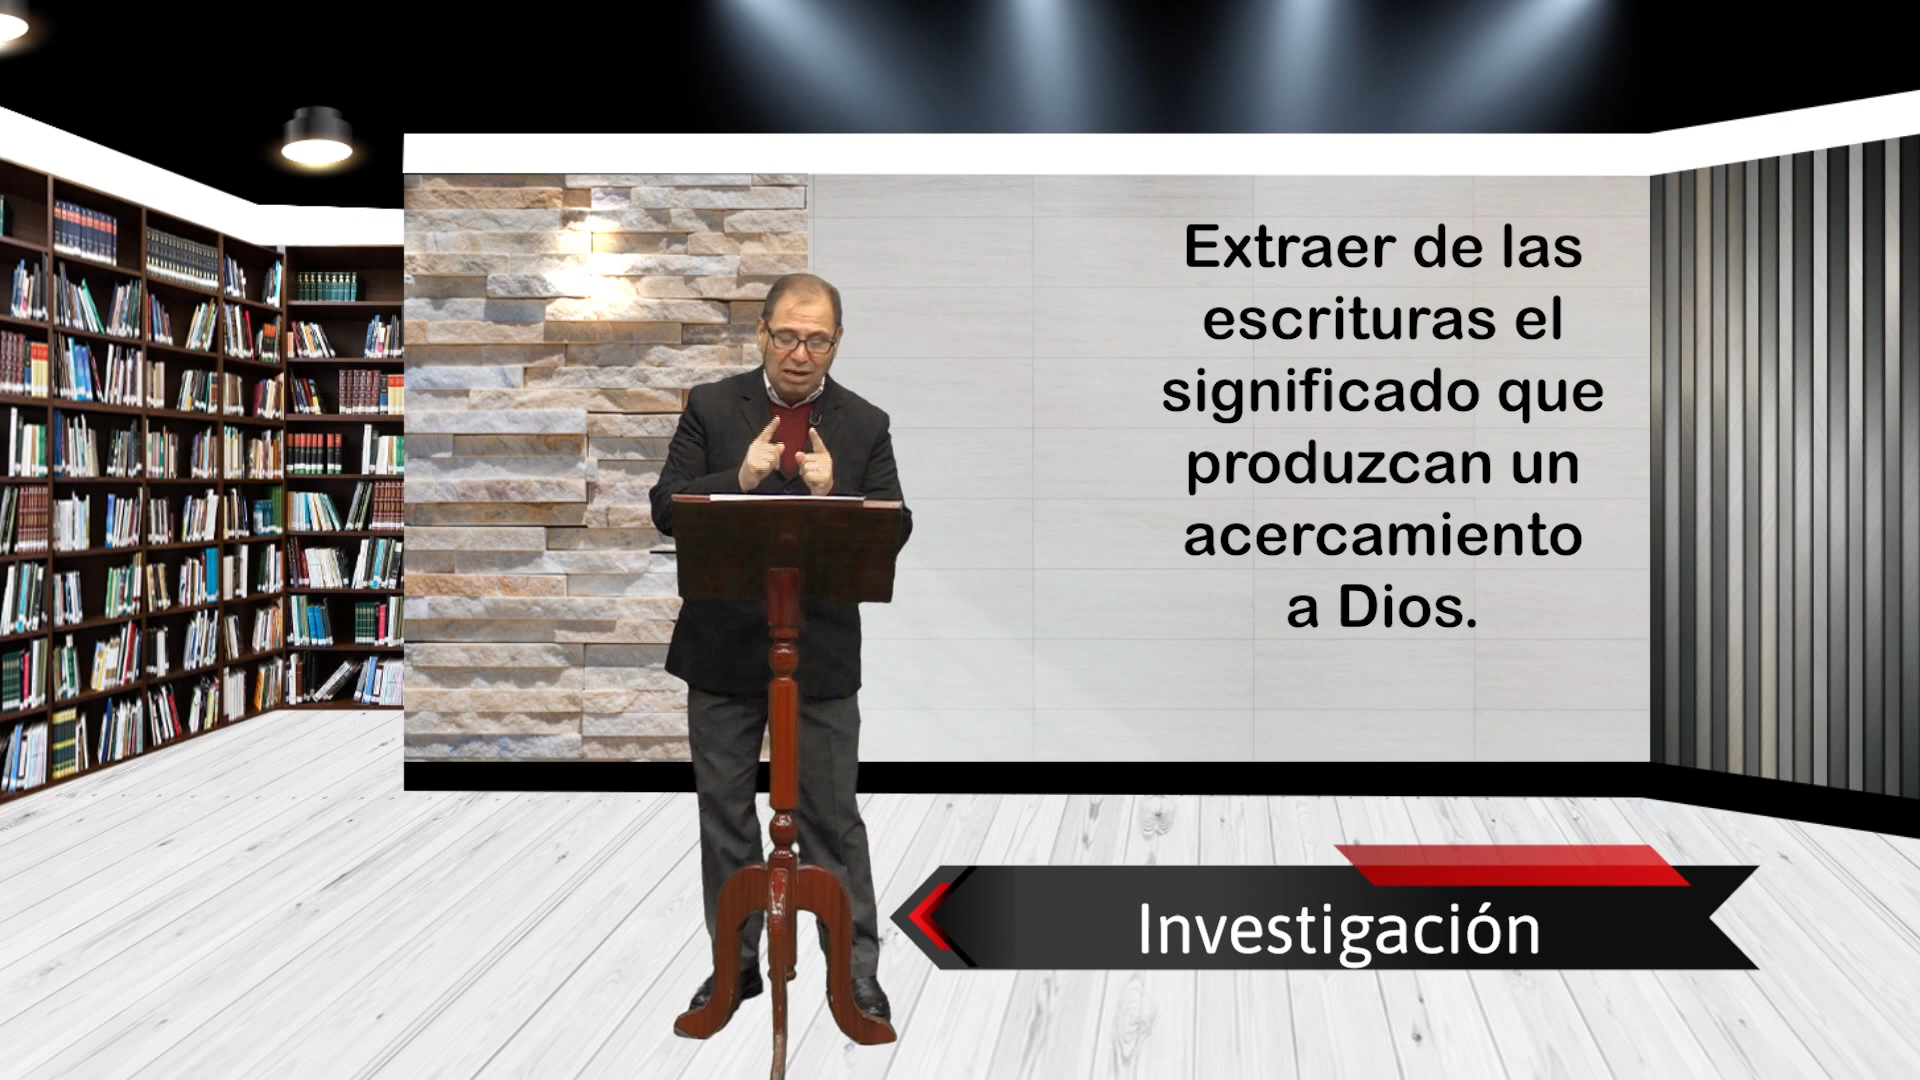 Extraer de las
escrituras el
significado que
produzcan un
acercamiento
a Dios.
Investigación